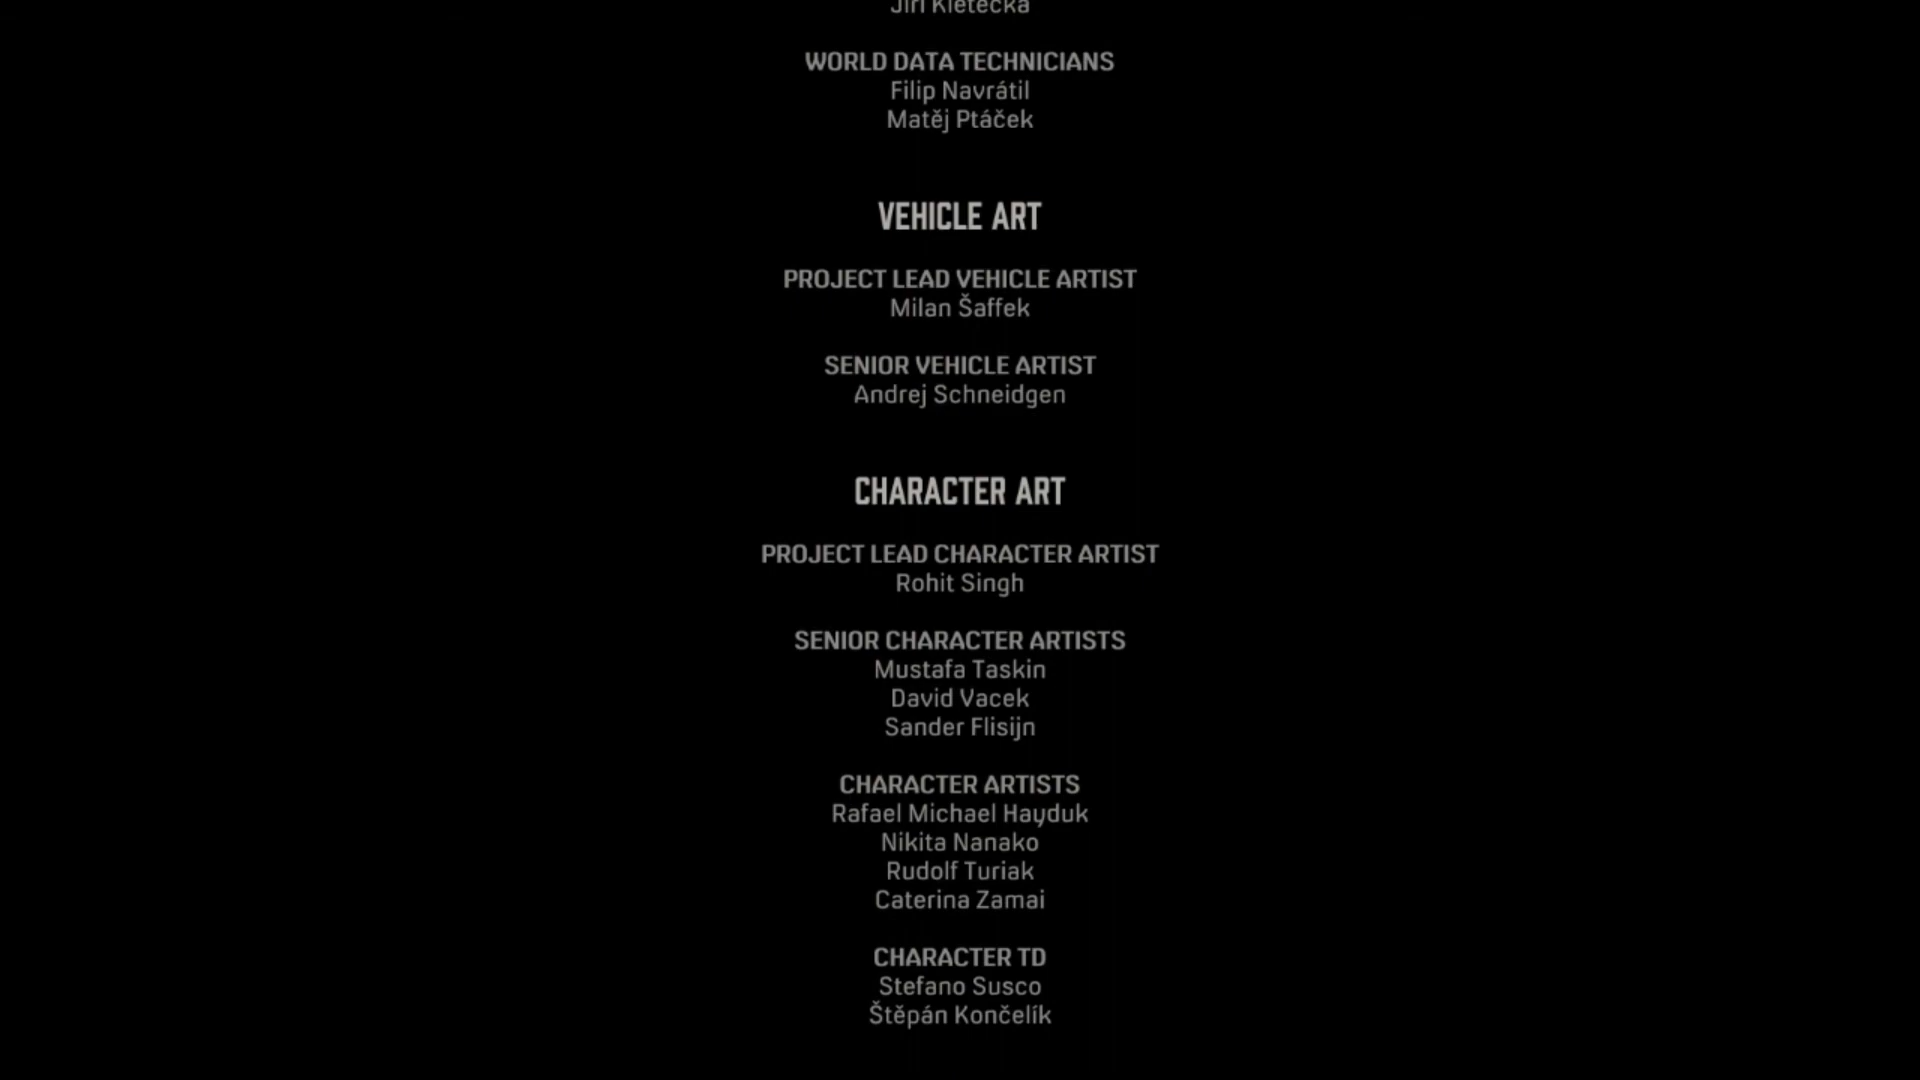 Jiří Kletečka
WORLD DATA TECHNICIANS
Filip Navrátil
Matěj Ptáček
VEHICLE ART
PROJECT LEAD VEHICLE ARTIST
Milan Šaffek
SENIOR VEHICLE ARTIST
Andrej Schneidgen
CHARACTER ART
PROJECT LEAD CHARACTER ARTIST
Rohit Singh
SENIOR CHARACTER ARTISTS
Mustafa Taskin
David Vacek
Sander Flisijn
CHARACTER ARTISTS
Rafael Michael Hayduk
Nikita Nanako
Rudolf Turiak
Caterina Zamai
CHARACTER TD
Stefano Susco
Štěpán Končelík